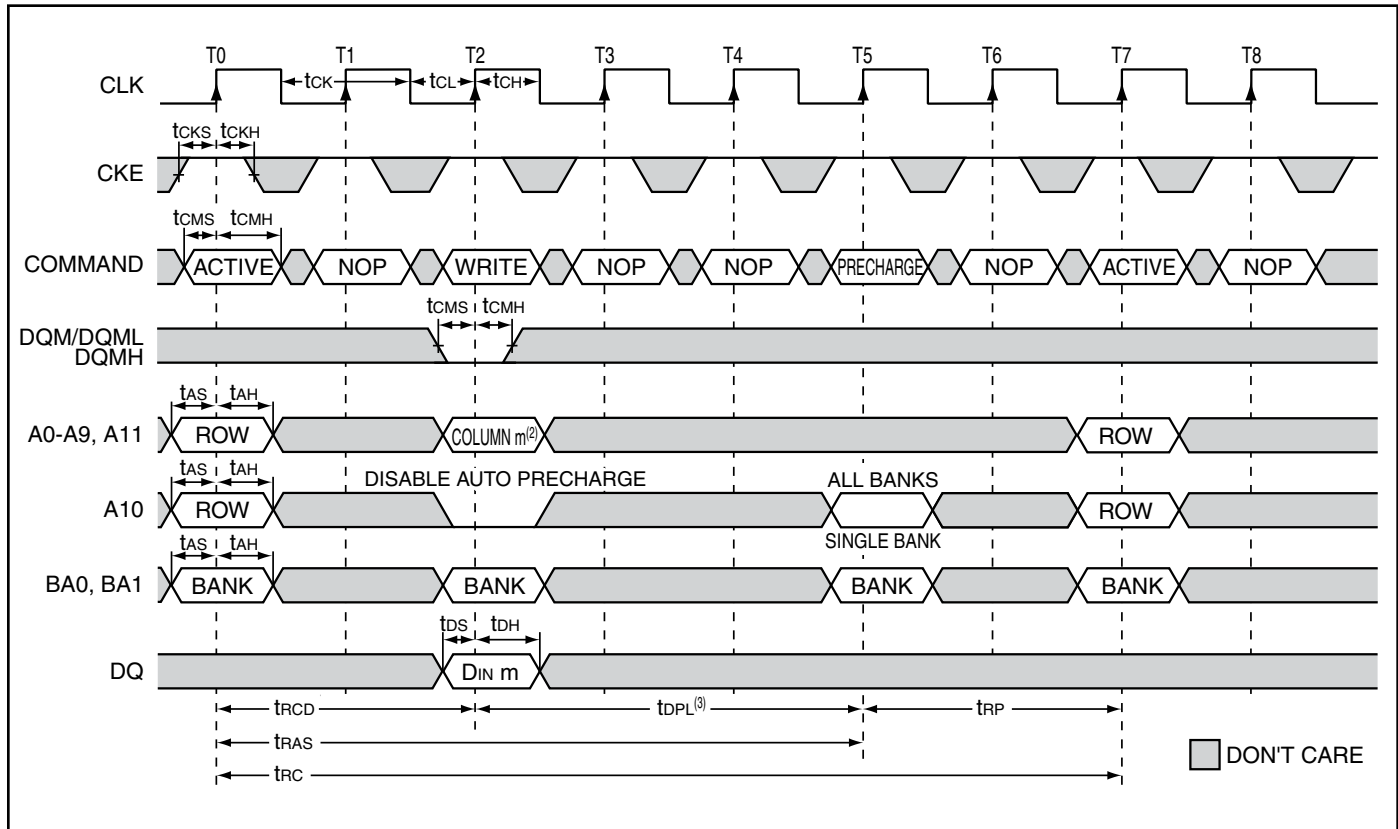 T0 T1 T2 T3 T4 T5 T6 T7 T8
CLK tCK tCL tCH
tCKS tCKH
CKE
tCMS tCMH
COMMAND ACTIVE NOP WRITE NOP NOP PRECHARGE NOP ACTIVE NOP
tCMS tCMH
DQM/DQML
DQMH
tAS tAH
A0-A9, A11 ROW COLUMN m(2) ROW
tAS tAH DISABLE AUTO PRECHARGE ALL BANKS
A10 ROW ROW
tAS tAH SINGLE BANK
BA0, BA1 BANK BANK BANK BANK
tDS tDH
DQ DIN m
tRCD tDPL(3) tRP
tRAS
DON'T CARE
tRC